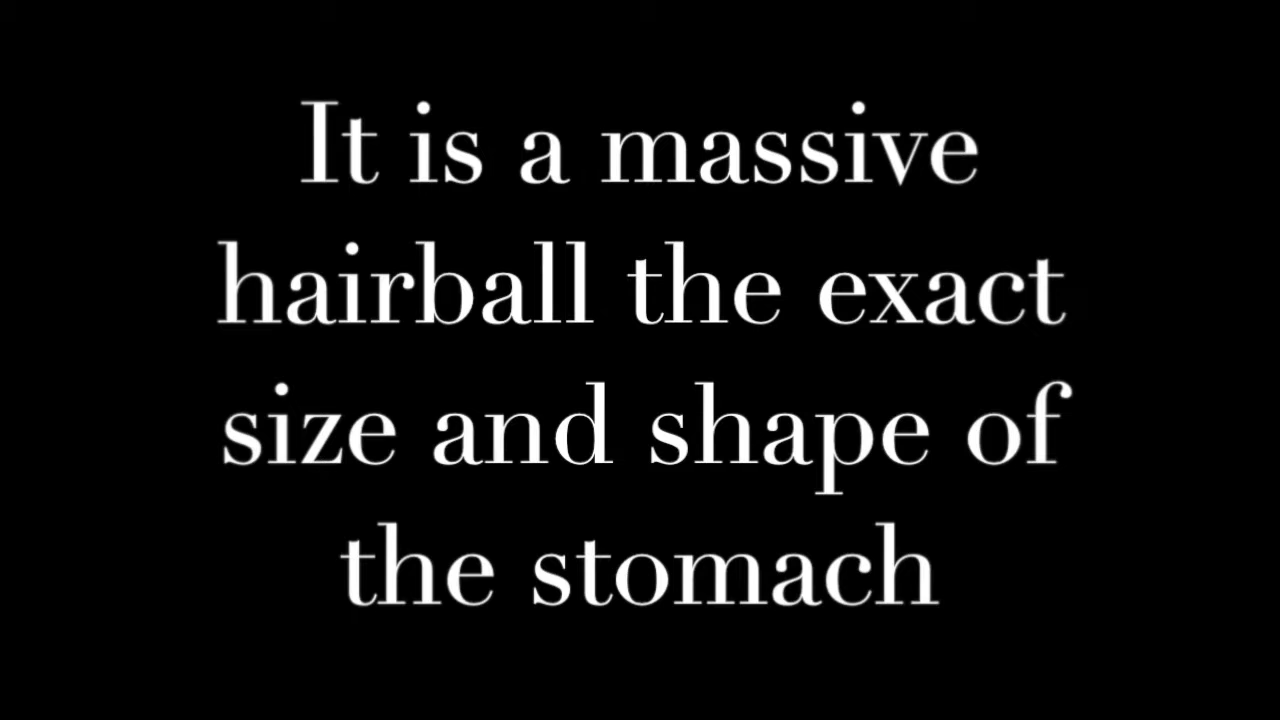 It is a massive
hairball the exact
size and shape of
the stomach